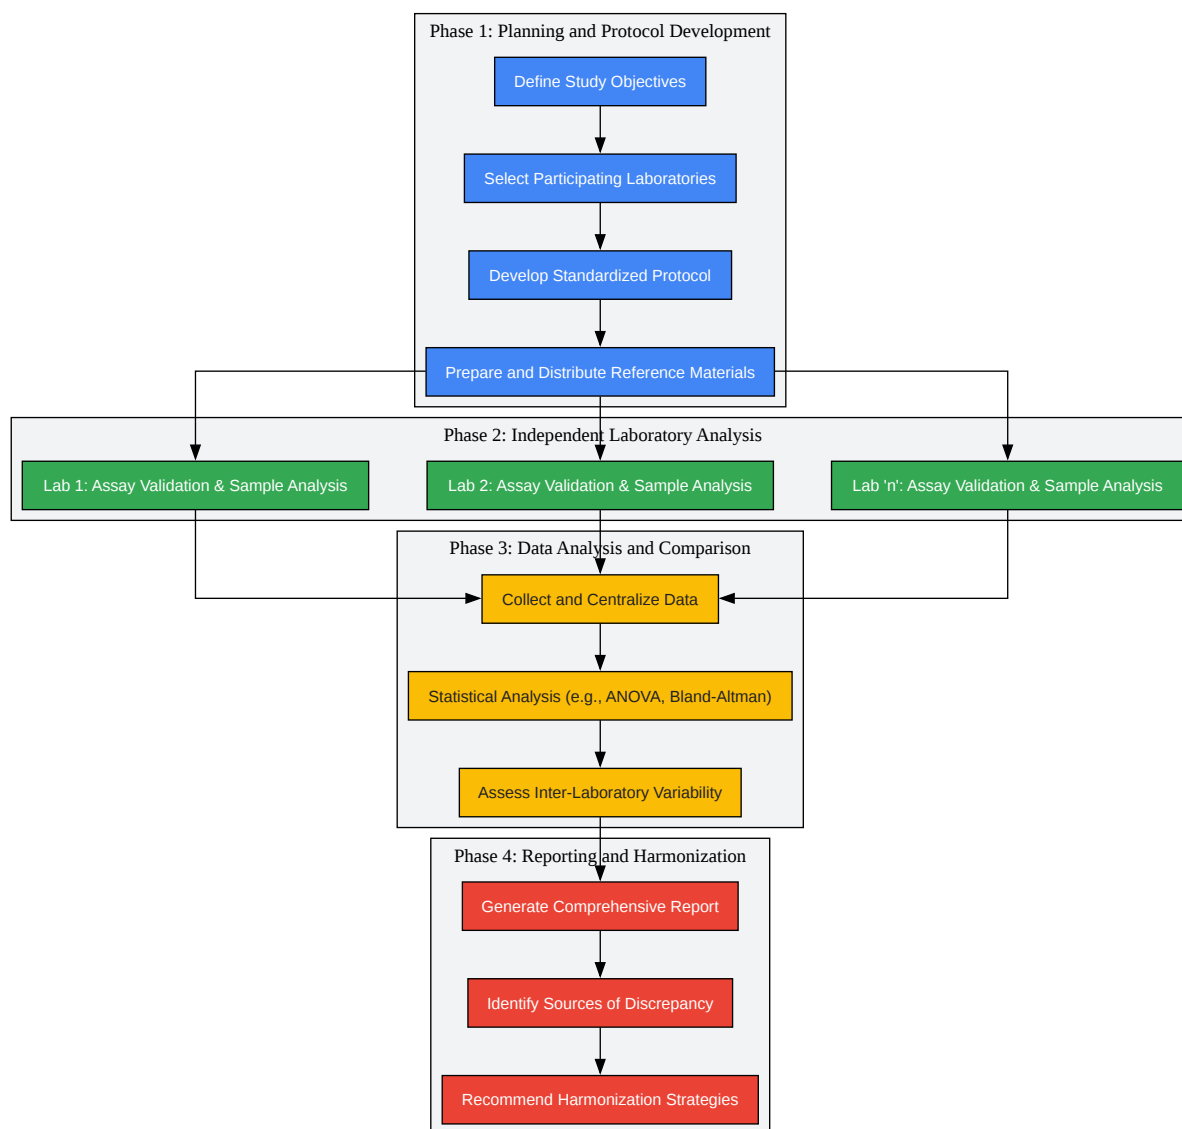 Phase 1: Planning and Protocol Development
Define Study Objectives
Select Participating Laboratories
Develop Standardized Protocol
Prepare and Distribute Reference Materials
Phase 2: Independent Laboratory Analysis
Lab 1: Assay Validation & Sample Analysis
Lab 2: Assay Validation & Sample Analysis
Lab 'n': Assay Validation & Sample Analysis
Phase 3: Data Analysis and Comparison
Collect and Centralize Data
Statistical Analysis (e.g., ANOVA, Bland-Altman)
Assess Inter-Laboratory Variability
Phase 4: Reporting and Harmonization
Generate Comprehensive Report
Identify Sources of Discrepancy
Recommend Harmonization Strategies